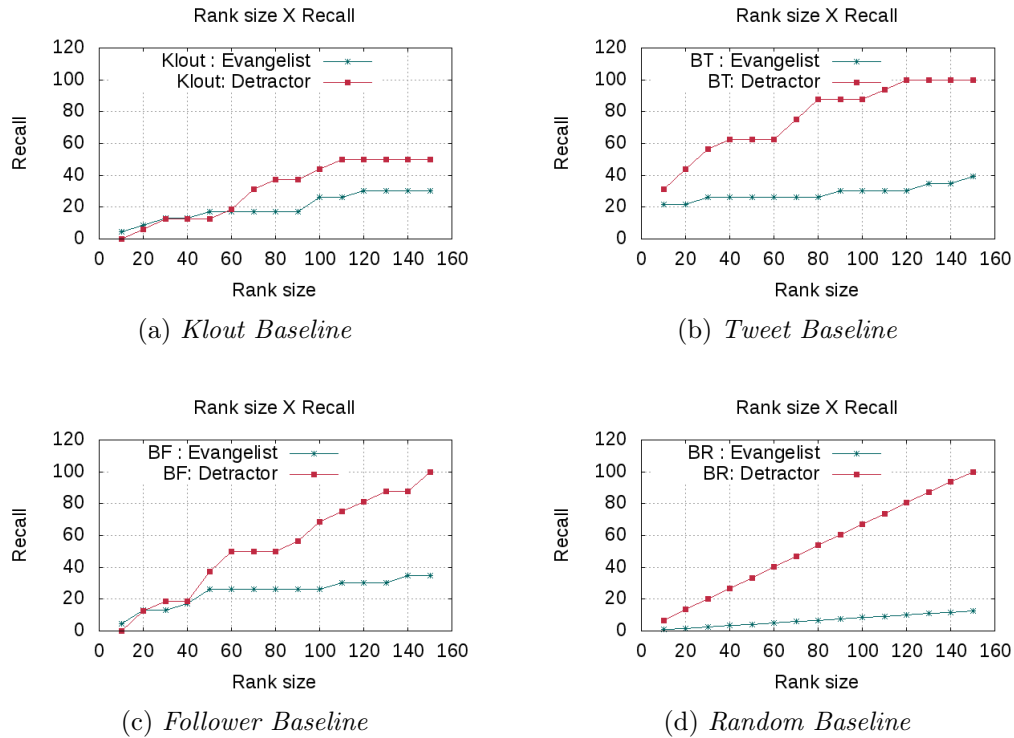 Rank size X Recall
Recall
120
100
80
60
40
20
0
Klout : Evangelist
Klout: Detractor
0 20 40 60 80 100 120 140 160
Rank size
(a) Klout Baseline
Rank size X Recall
Recall
120
100
80
60
40
20
0
BT : Evangelist
BT: Detractor
0 20 40 60 80 100 120 140 160
Rank size
(b) Tweet Baseline
Rank size X Recall
Recall
120
100
80
60
40
20
0
BF : Evangelist
BF: Detractor
0 20 40 60 80 100 120 140 160
Rank size
(c) Follower Baseline
Rank size X Recall
Recall
120
100
80
60
40
20
0
BR : Evangelist
BR: Detractor
0 20 40 60 80 100 120 140 160
Rank size
(d) Random Baseline